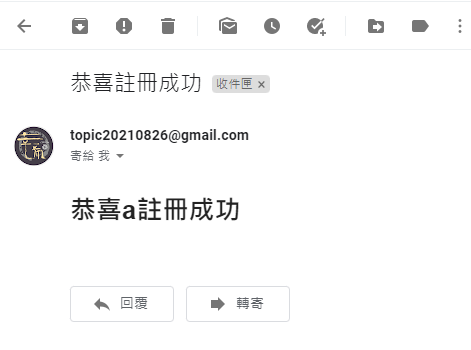 恭喜註冊成功 收件匣 ×
topic20210826@gmail.com
寄給 我
恭喜a註冊成功
回覆 轉寄